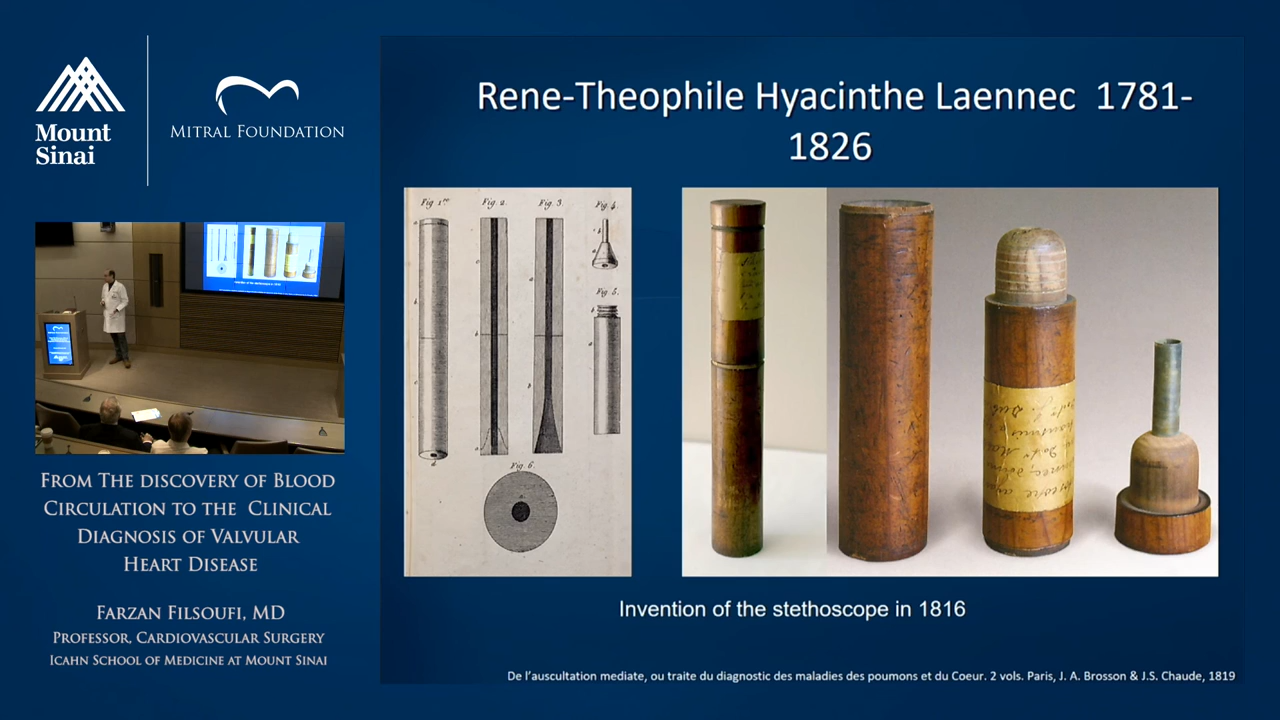 Mount
Sinai
MITRAL FOUNDATION
Rene-Theophile Hyacinthe Laennec 1781-
1826
Fig 1.re
Fig. 2.
Fig. 3.
Fig. 4.
Fig. 5.
Fig. 6.
Invention of the stethoscope in 1816
De l'auscultation mediate, ou traite du diagnostic des maladies des poumons et du Coeur. 2 vols. Paris, J. A. Brosson & J.S. Chaude, 1819
FROM THE DISCOVERY OF BLOOD
CIRCULATION TO THE CLINICAL
DIAGNOSIS OF VALVULAR
HEART DISEASE
FARZAN FILSOUFI, MD
PROFESSOR, CARDIOVASCULAR SURGERY
ICAHN SCHOOL OF MEDICINE AT MOUNT SINAI